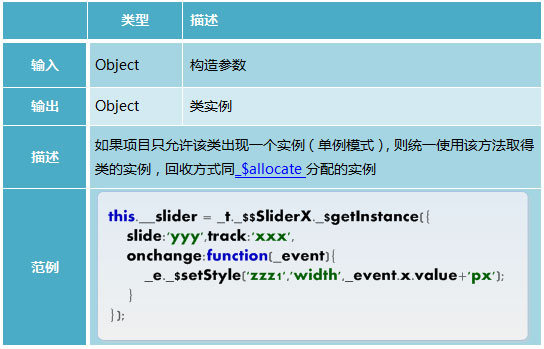 类型 描述
输入 Object 构造参数
输出 Object 类实例
描述 如果项目只允许该类出现一个实例（单例模式），则统一使用该方法取得
类的实例，回收方式同_$allocate 分配的实例
范例
this.__slider = _t._$$SliderX._$getInstance({
slide:'yyy',track:'xxx',
onchange:function(_event){
_e._$setStyle('zzz1','width',_event.x.value+'px');
}
});